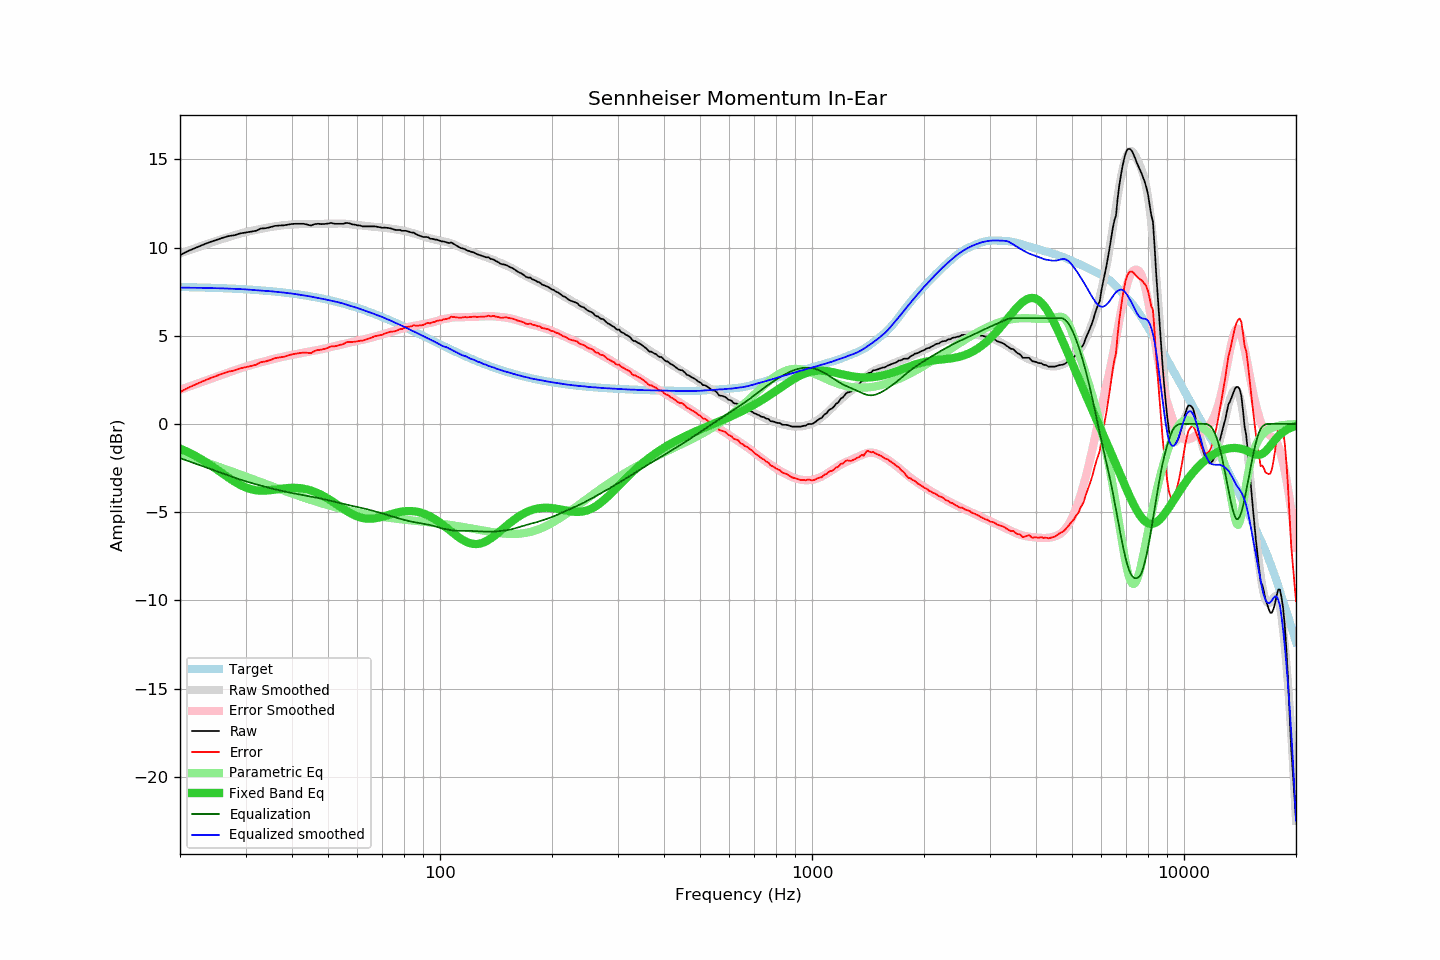 Sennheiser Momentum In-Ear
15
10
5
0
−5
−10
−15
−20
Amplitude (dBr)
Target
Raw Smoothed
Error Smoothed
Raw
Error
Parametric Eq
Fixed Band Eq
Equalization
Equalized smoothed
100 1000 10000
Frequency (Hz)